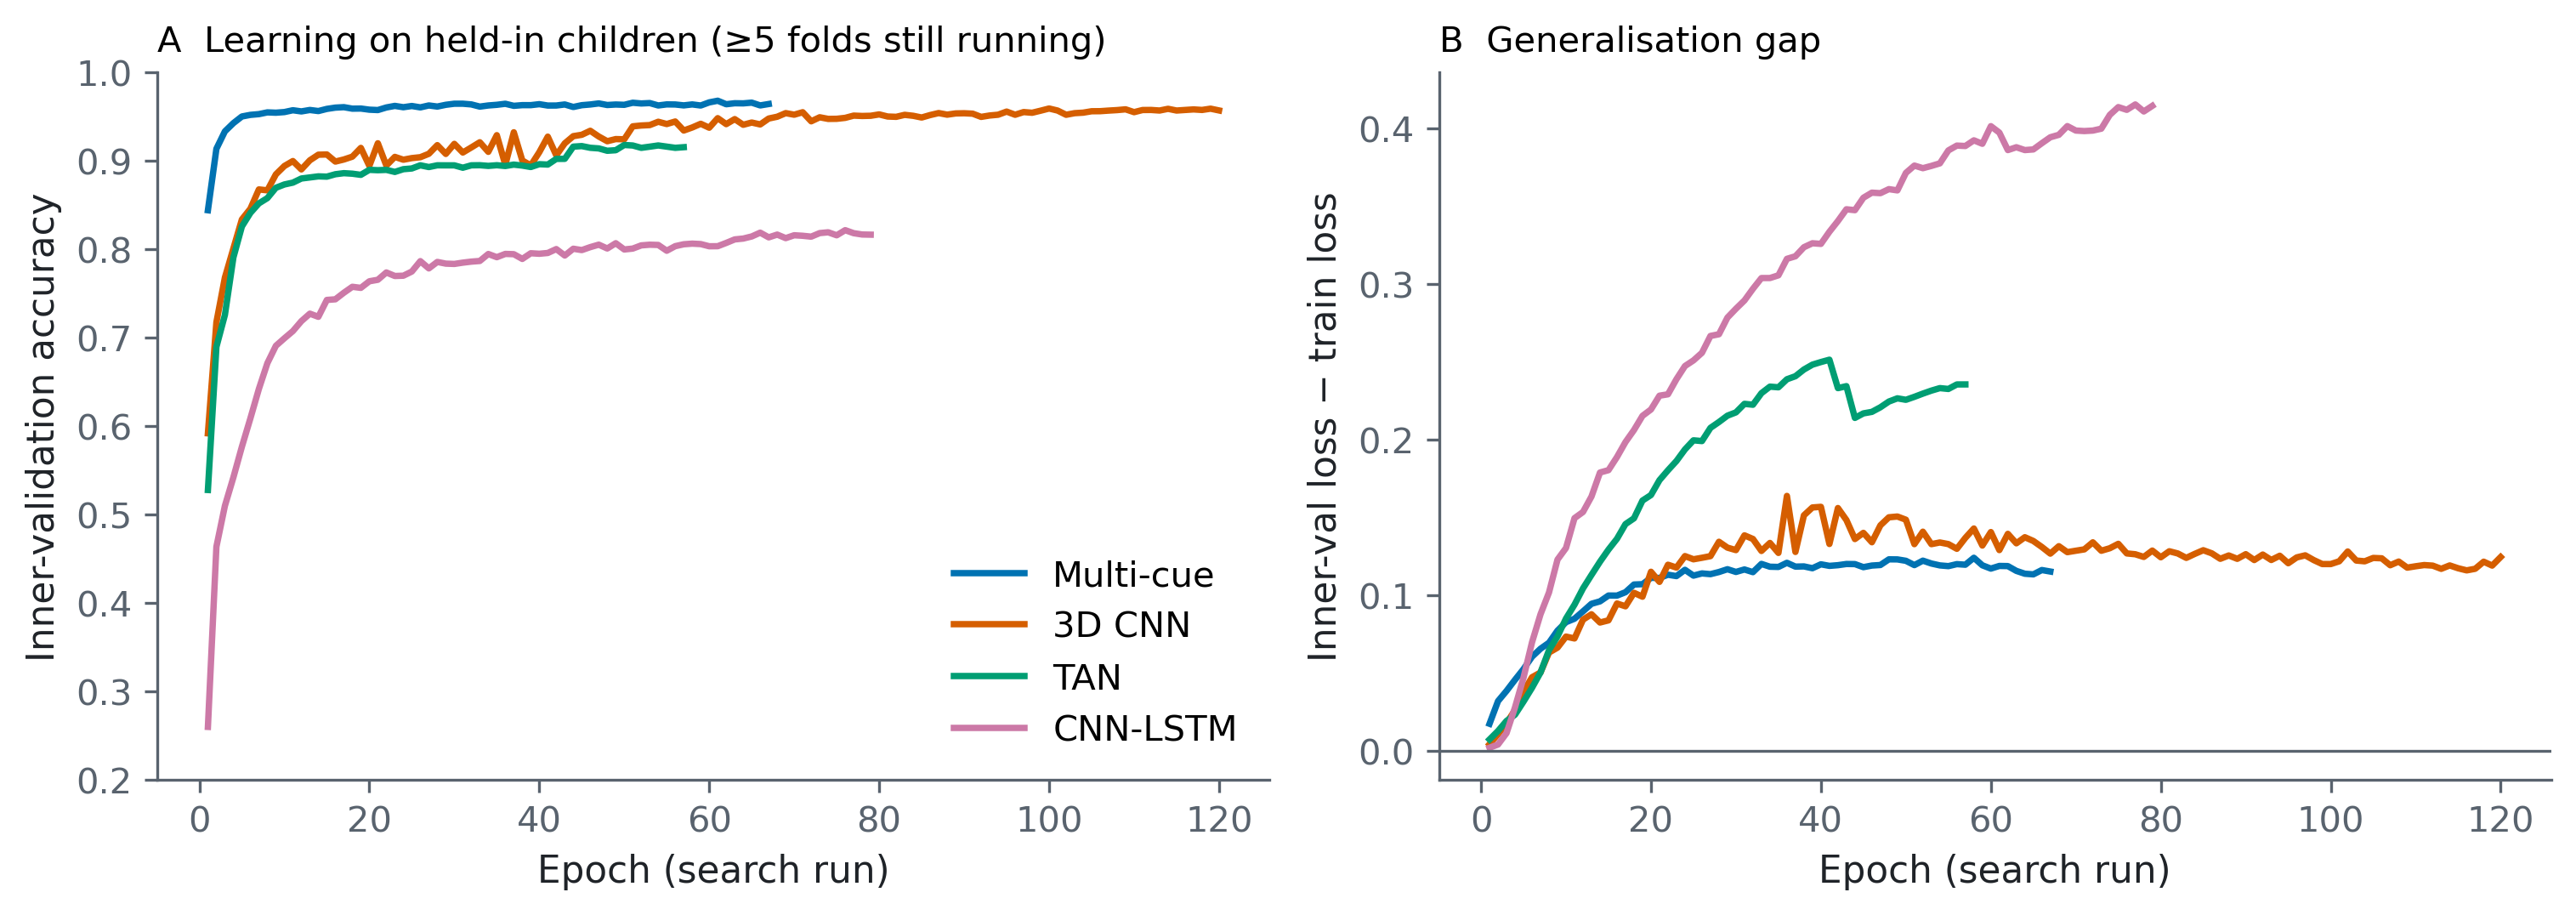 A Learning on held-in children (≥5 folds still running)
Inner-validation accuracy
1.0
0.9
0.8
0.7
0.6
0.5
0.4
0.3
0.2
0 20 40 60 80 100 120
Epoch (search run)
Multi-cue
3D CNN
TAN
CNN-LSTM
B Generalisation gap
Inner-val loss − train loss
0.4
0.3
0.2
0.1
0.0
0 20 40 60 80 100 120
Epoch (search run)